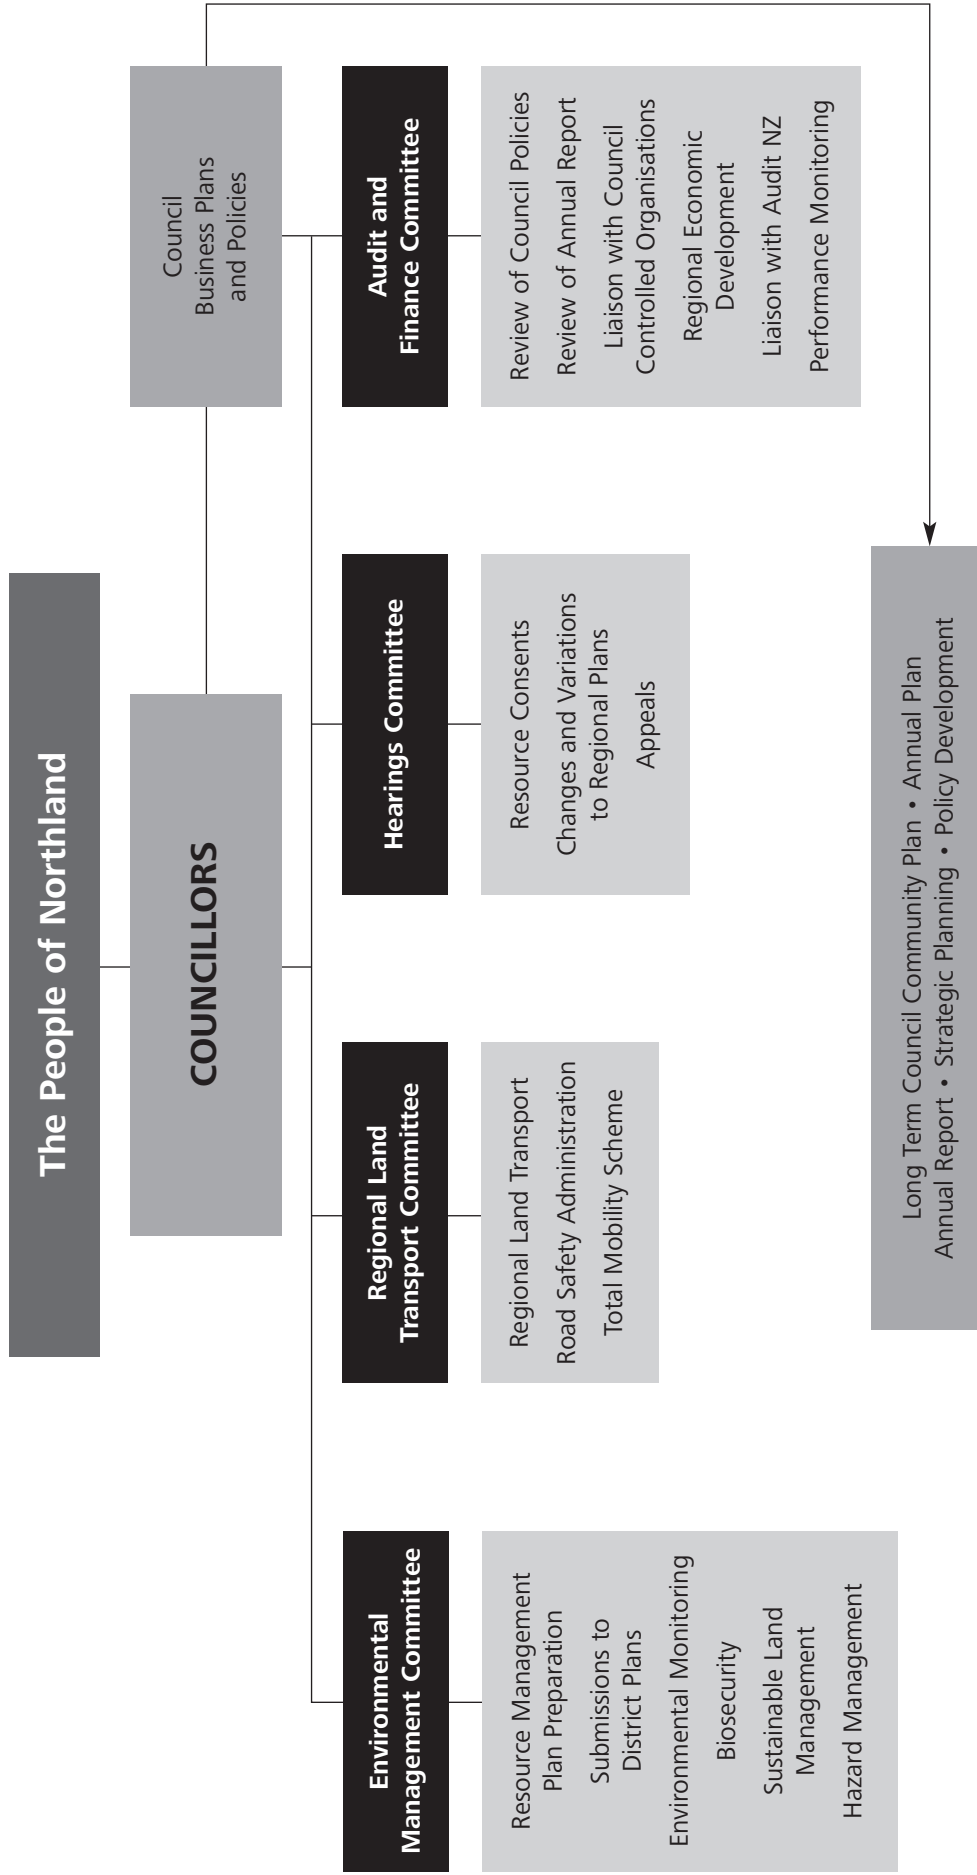 The People of Northland
COUNCILLORS
Council
Business Plans
and Policies
Environmental
Management Committee
Resource Management
Plan Preparation
Submissions to
District Plans
Environmental Monitoring
Biosecurity
Sustainable Land
Management
Hazard Management
Regional Land
Transport Committee
Regional Land Transport
Road Safety Administration
Total Mobility Scheme
Hearings Committee
Resource Consents
Changes and Variations
to Regional Plans
Appeals
Audit and
Finance Committee
Review of Council Policies
Review of Annual Report
Liaison with Council
Controlled Organisations
Regional Economic
Development
Liaison with Audit NZ
Performance Monitoring
Long Term Council Community Plan • Annual Plan
Annual Report • Strategic Planning • Policy Development